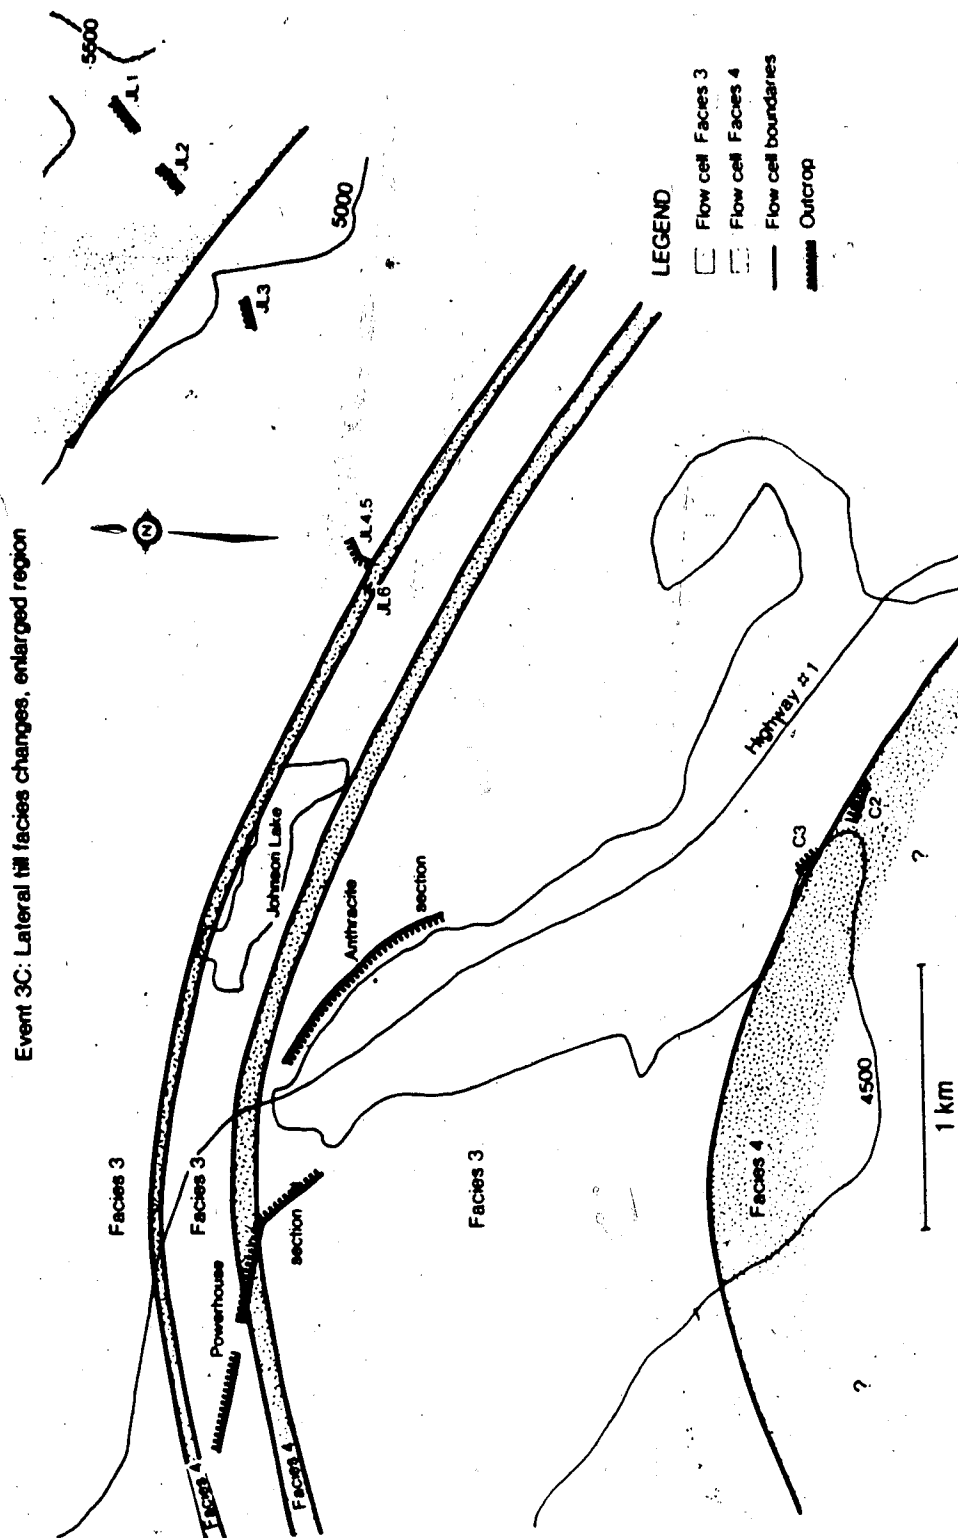 Event 3C: Lateral till facies changes, enlarged region
5500
JL1
JL2
JL3
5000
N
JL4,5
JL6
Johnson Lake
Anthracite
section
Highway #1
Facies 3
Facies 3
Facies 3
Powerhouse
section
Facies 4
Facies 4
Facies 4
C3
C2
4500
?
?
1 km
LEGEND
Flow cell Facies 3
Flow cell Facies 4
Flow cell boundaries
Outcrop